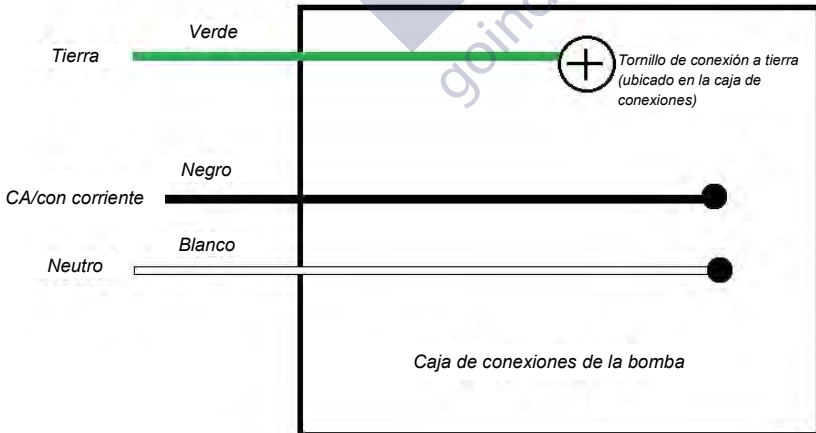 Verde
Tierra
Tornillo de conexión a tierra
(ubicado en la caja de
conexiones)
Negro
CA/con corriente
Blanco
Neutro
Caja de conexiones de la bomba